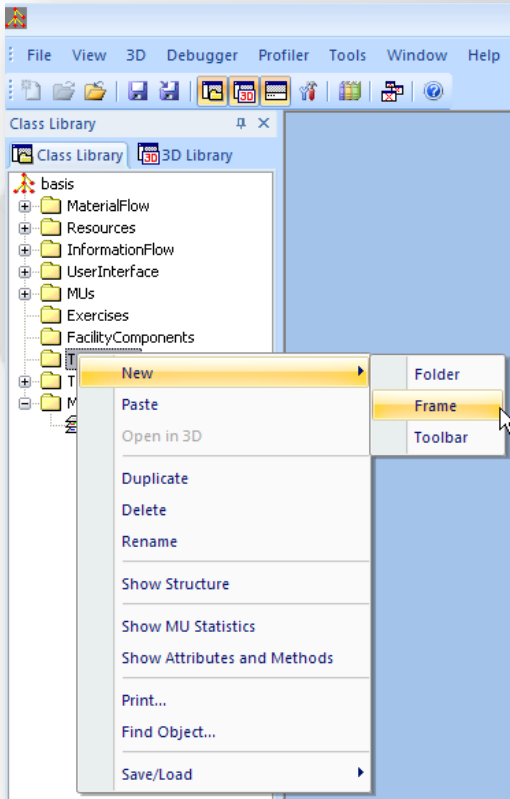 File View 3D Debugger Profiler Tools Window Help
Class Library
Class Library 3D Library
basis
MaterialFlow
Resources
InformationFlow
UserInterface
MUs
Exercises
FacilityComponents
T
T
M
New
Paste
Open in 3D
Duplicate
Delete
Rename
Show Structure
Show MU Statistics
Show Attributes and Methods
Print...
Find Object...
Save/Load
Folder
Frame
Toolbar